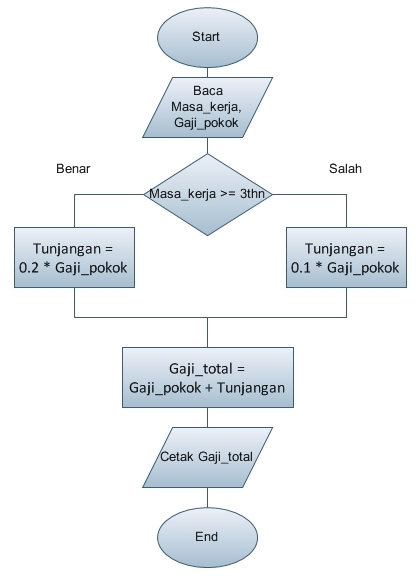 Start
Baca
Masa_kerja,
Gaji_pokok
Benar
Salah
Masa_kerja >= 3thn
Tunjangan =
0.2 * Gaji_pokok
Tunjangan =
0.1 * Gaji_pokok
Gaji_total =
Gaji_pokok + Tunjangan
Cetak Gaji_total
End